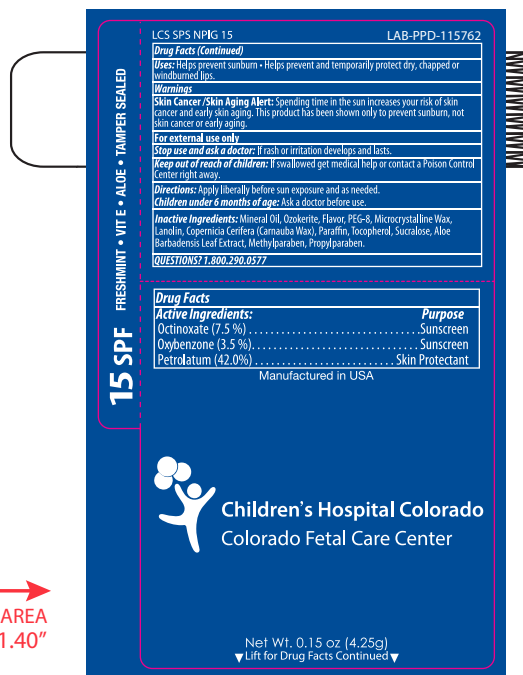 LCS SPS NPIG 15 LAB-PPD-115762
Drug Facts (Continued)
Uses: Helps prevent sunburn • Helps prevent and temporarily protect dry, chapped or
windburned lips.
Warnings
Skin Cancer /Skin Aging Alert: Spending time in the sun increases your risk of skin
cancer and early skin aging. This product has been shown only to prevent sunburn, not
skin cancer or early aging.
For external use only
Stop use and ask a doctor: If rash or irritation develops and lasts.
Keep out of reach of children: If swallowed get medical help or contact a Poison Control
Center right away.
Directions: Apply liberally before sun exposure and as needed.
Children under 6 months of age: Ask a doctor before use.
Inactive Ingredients: Mineral Oil, Ozokerite, Flavor, PEG-8, Microcrystalline Wax,
Lanolin, Copernicia Cerifera (Carnauba Wax), Paraffin, Tocopherol, Sucralose, Aloe
Barbadensis Leaf Extract, Methylparaben, Propylparaben.
QUESTIONS? 1.800.290.0577
15 SPF FRESHMINT • VIT E • ALOE • TAMPER SEALED
Drug Facts
Active Ingredients: Purpose
Octinoxate (7.5 %) ................................. Sunscreen
Oxybenzone (3.5 %) ................................ Sunscreen
Petrolatum (42.0%) ........................... Skin Protectant
Manufactured in USA
Children's Hospital Colorado
Colorado Fetal Care Center
AREA
1.40"
Net Wt. 0.15 oz (4.25g)
▼Lift for Drug Facts Continued▼